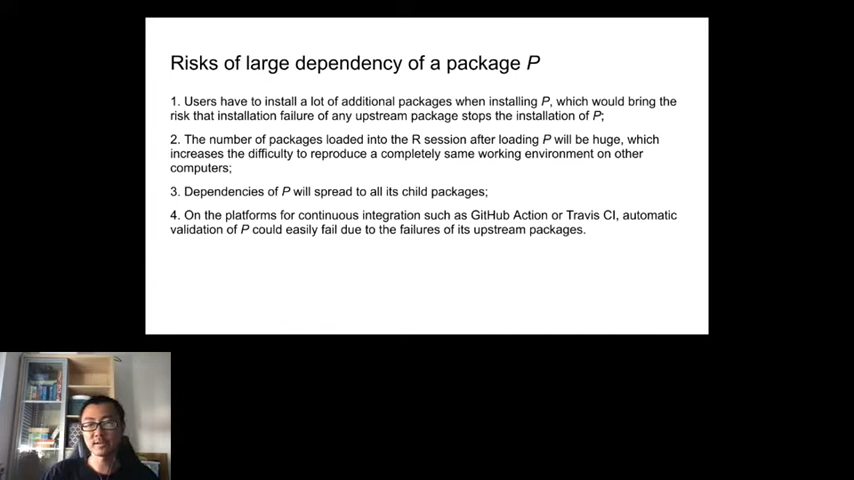 Risks of large dependency of a package P
1. Users have to install a lot of additional packages when installing P, which would bring the
risk that installation failure of any upstream package stops the installation of P;
2. The number of packages loaded into the R session after loading P will be huge, which
increases the difficulty to reproduce a completely same working environment on other
computers;
3. Dependencies of P will spread to all its child packages;
4. On the platforms for continuous integration such as GitHub Action or Travis CI, automatic
validation of P could easily fail due to the failures of its upstream packages.